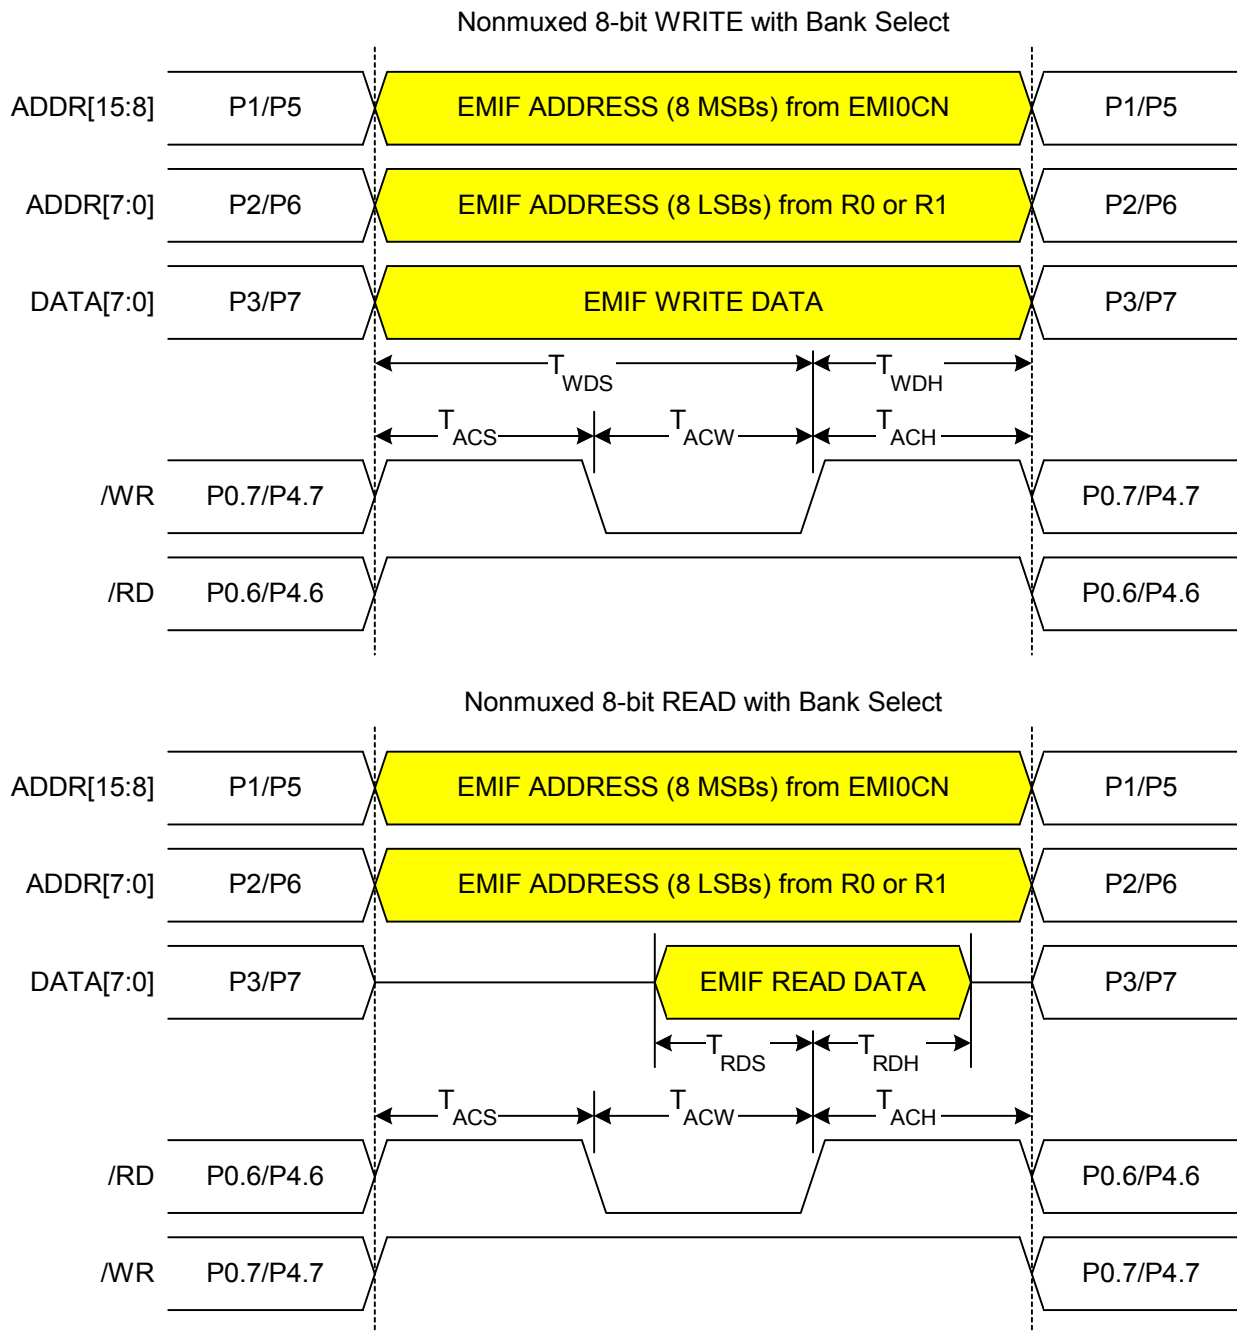 Nonmuxed 8-bit WRITE with Bank Select
ADDR[15:8] P1/P5 EMIF ADDRESS (8 MSBs) from EMI0CN P1/P5
ADDR[7:0] P2/P6 EMIF ADDRESS (8 LSBs) from R0 or R1 P2/P6
DATA[7:0] P3/P7 EMIF WRITE DATA P3/P7
TWDS TWDH
TACS TACW TACH
/WR P0.7/P4.7 P0.7/P4.7
/RD P0.6/P4.6 P0.6/P4.6
Nonmuxed 8-bit READ with Bank Select
ADDR[15:8] P1/P5 EMIF ADDRESS (8 MSBs) from EMI0CN P1/P5
ADDR[7:0] P2/P6 EMIF ADDRESS (8 LSBs) from R0 or R1 P2/P6
DATA[7:0] P3/P7 EMIF READ DATA P3/P7
TRDS TRDH
TACS TACW TACH
/RD P0.6/P4.6 P0.6/P4.6
/WR P0.7/P4.7 P0.7/P4.7